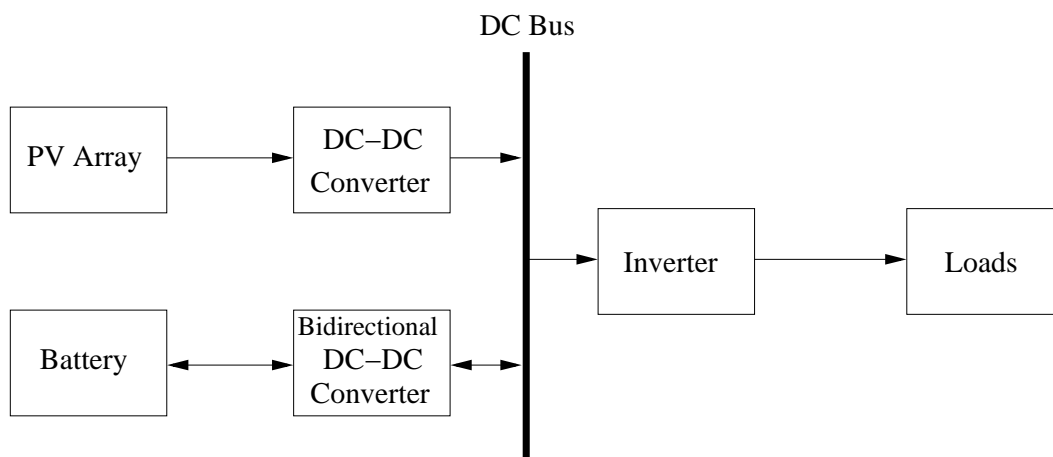 DC Bus
PV Array
DC–DC
Converter
Inverter
Loads
Battery
Bidirectional
DC–DC
Converter